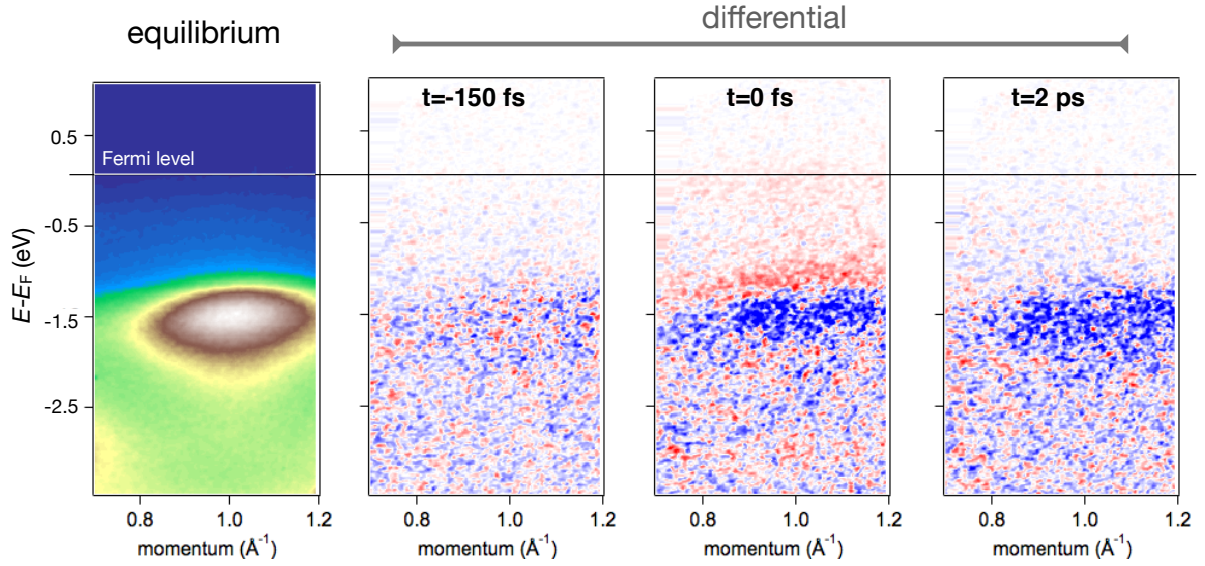 equilibrium
differential
t=-150 fs
t=0 fs
t=2 ps
0.5
Fermi level
-0.5
-1.5
-2.5
E-EF (eV)
0.8 1.0 1.2
0.8 1.0 1.2
0.8 1.0 1.2
0.8 1.0 1.2
momentum (Å-1)
momentum (Å-1)
momentum (Å-1)
momentum (Å-1)